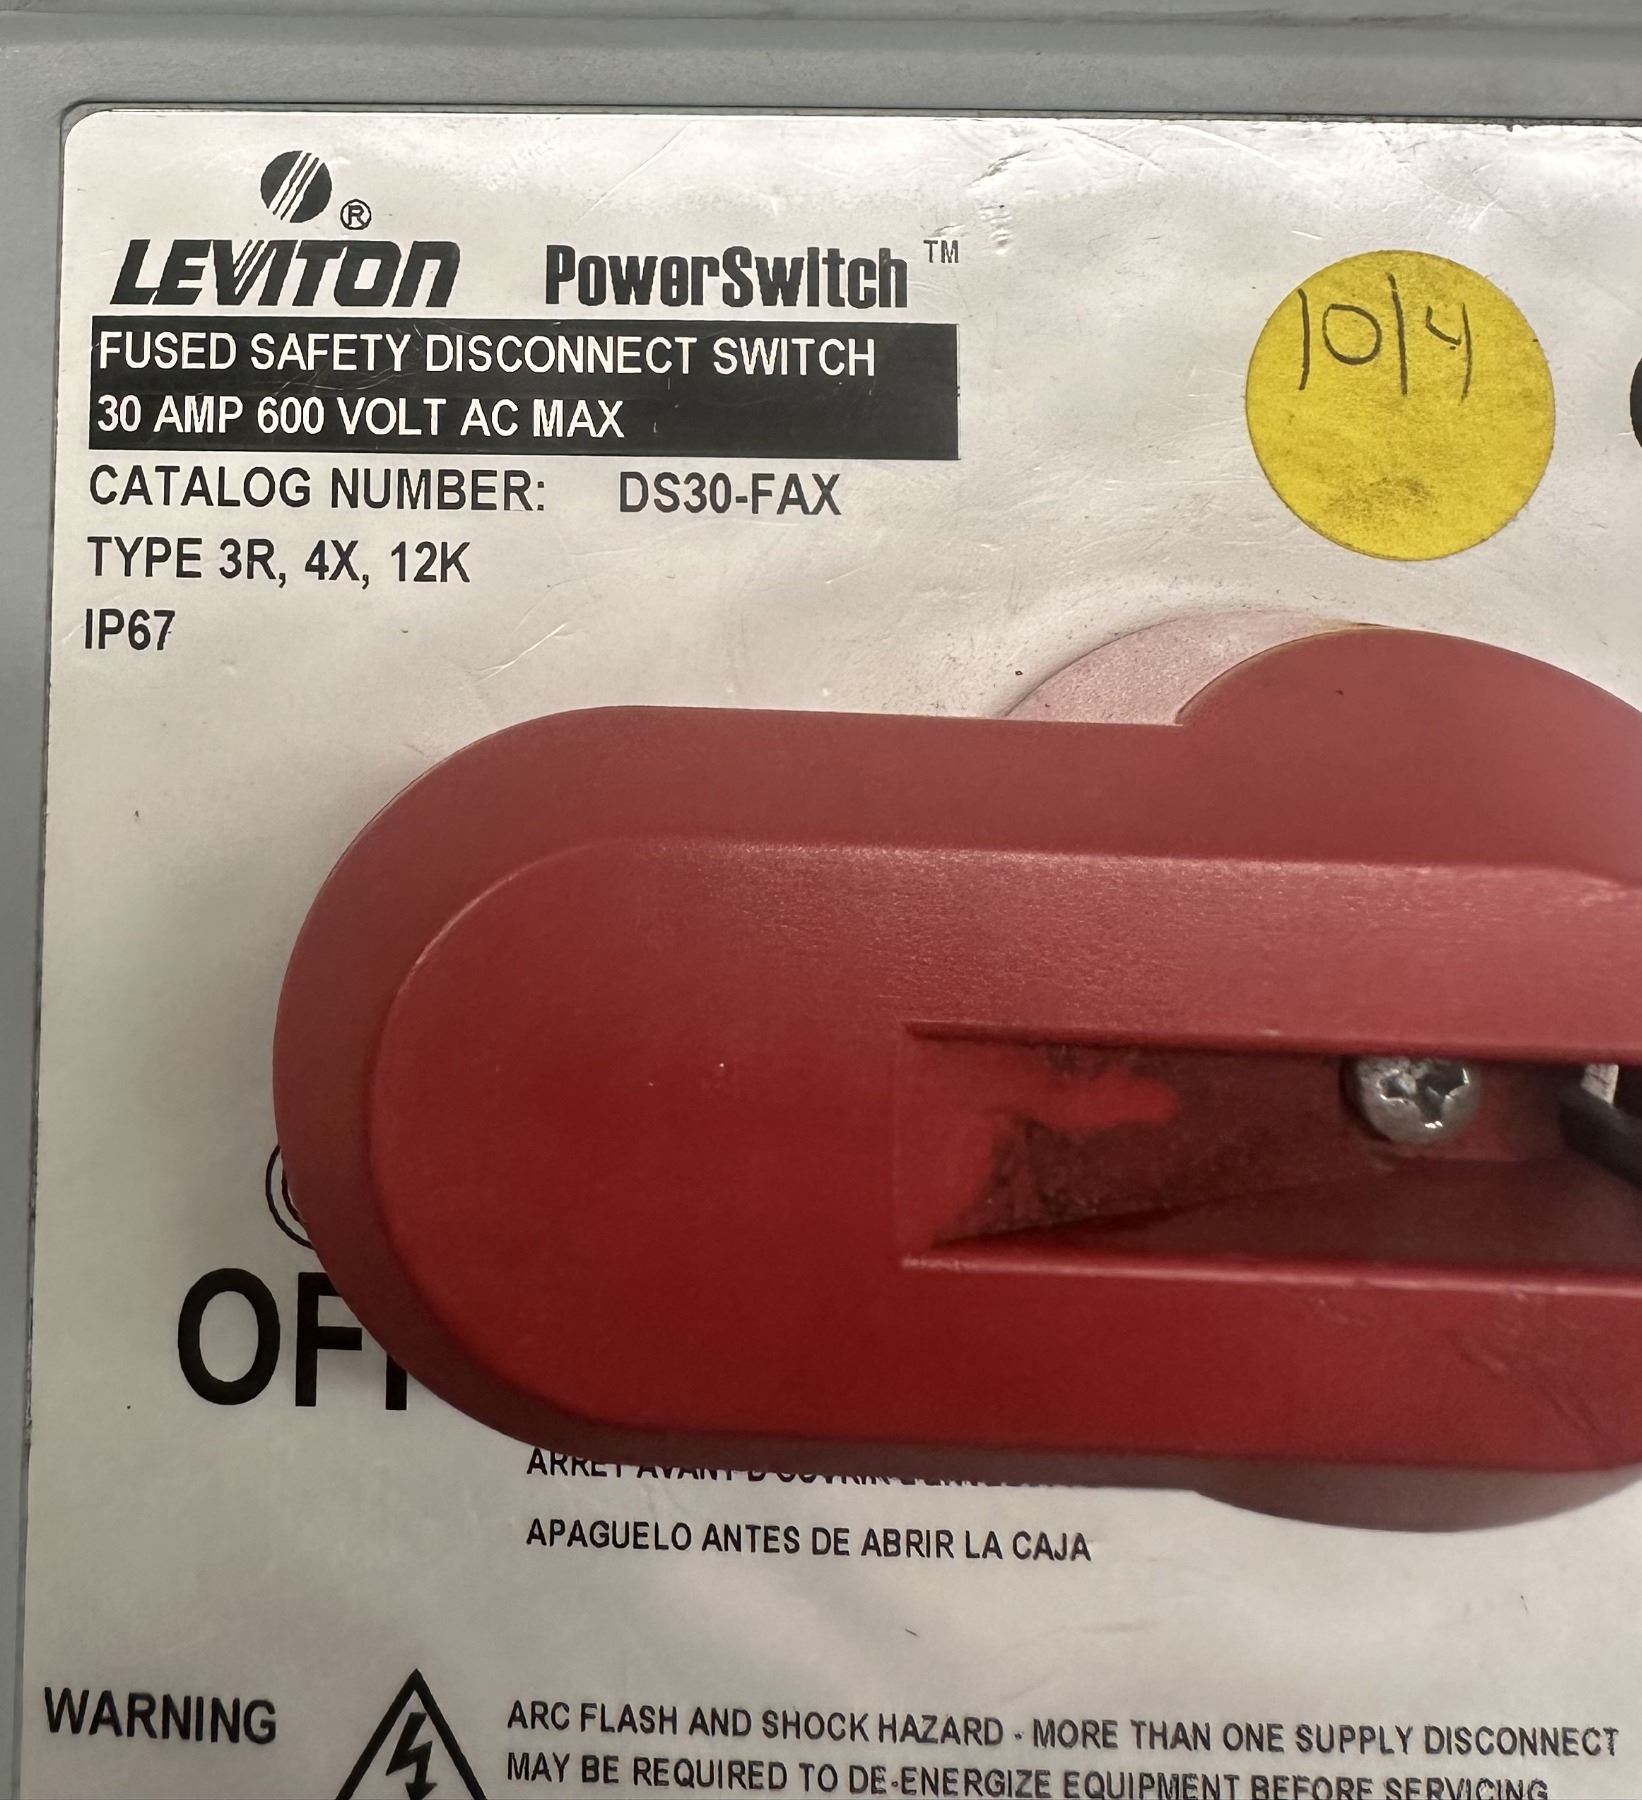 LEVITON® PowerSwitch™
FUSED SAFETY DISCONNECT SWITCH
30 AMP 600 VOLT AC MAX
CATALOG NUMBER: DS30-FAX
TYPE 3R, 4X, 12K
IP67
10/4
APAGUELO ANTES DE ABRIR LA CAJA
WARNING
ARC FLASH AND SHOCK HAZARD - MORE THAN ONE SUPPLY DISCONNECT
MAY BE REQUIRED TO DE-ENERGIZE EQUIPMENT BEFORE SERVICING